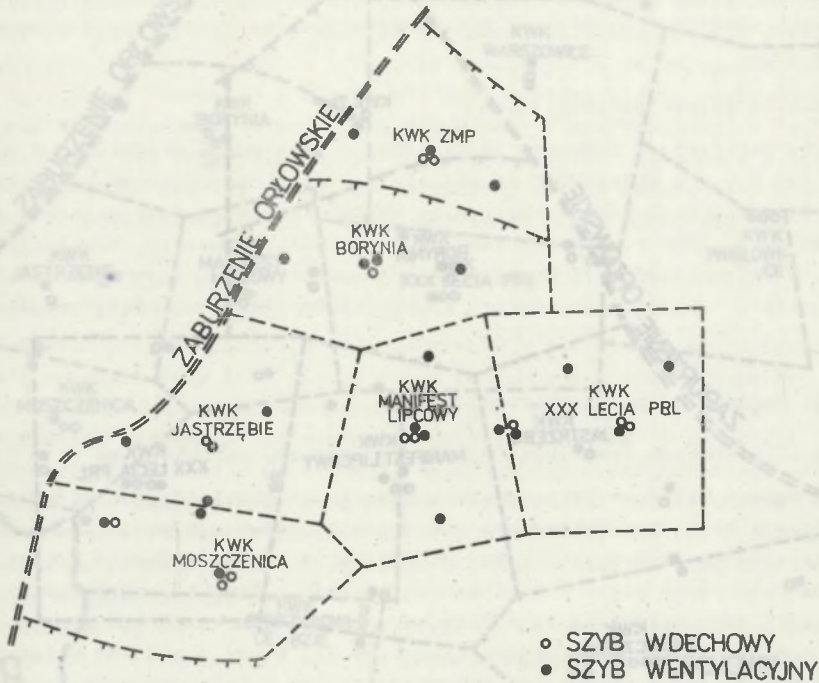 KWK ZMP
ZABURZENIE ORŁOWSKIE
KWK
BORYNIA
KWK
MANIFEST
LIPCOWY
KWK
XXX LECIA PRL
KWK
JASTRZĘBIE
KWK
MOSZCZENICA
SZYB WDECHOWY
SZYB WENTYLACYJNY